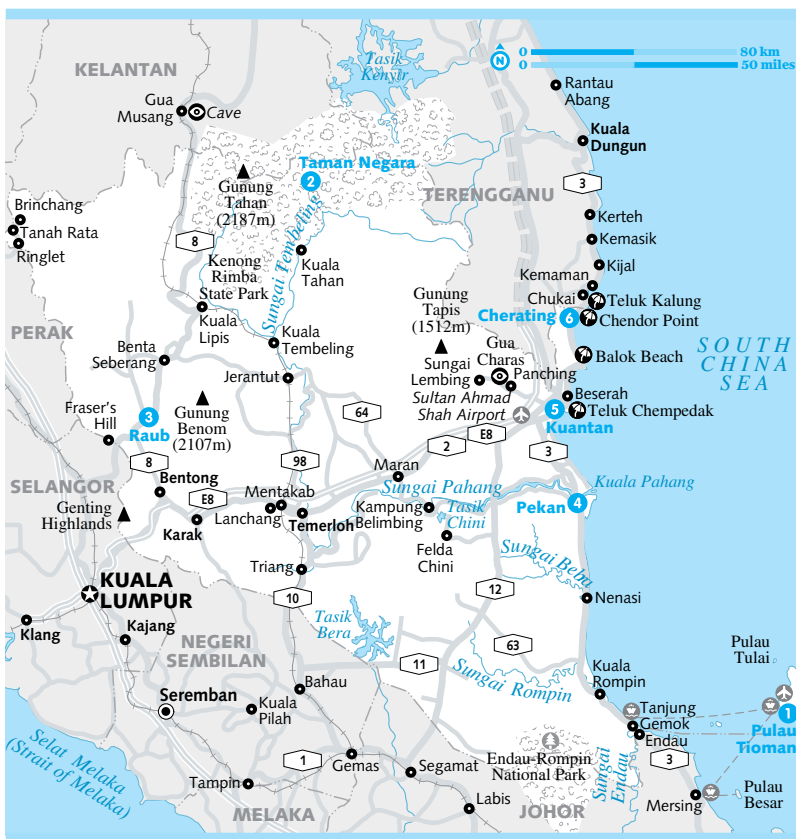 0
80 km
0
50 miles
N
Tasik
Kenyir
KELANTAN
Gua
Musang
Cave
Rantau
Abang
Kuala
Dungun
Taman Negara
2
Gunung
Tahan
(2187m)
TERENGGANU
3
Brinchang
Tanah Rata
Ringlet
8
Kerteh
Kemasik
Kijal
Kenong
Rimba
State Park
Sungai Tembeling
Kuala
Tahan
Kemaman
Chukai
Teluk Kalung
Cherating
6
Chendor Point
Gunung
Tapis
(1512m)
PERAK
Kuala
Lipis
Kuala
Tembeling
Benta
Seberang
Jerantut
Gua
Charas
Sungai
Lembing
Panching
Balok Beach
SOUTH
CHINA
SEA
Sultan Ahmad
Shah Airport
Beserah
5
Teluk Chempedak
Kuantan
3
Raub
Gunung
Benom
(2107m)
Fraser's
Hill
64
2
E8
3
8
98
Maran
SELANGOR
Bentong
E8
Mentakab
Lanchang
Temerloh
Karak
Genting
Highlands
Sungai Pahang
Kuala Pahang
Kampung
Belimbing
Tasik
Chini
Felda
Chini
Pekan
4
Triang
Sungai
Beba
KUALA
LUMPUR
10
12
Nenasi
Klang
Kajang
NEGERI
SEMBILAN
Tasik
Bera
11
63
Sungai Rompin
Kuala
Rompin
Pulau
Tulai
Bahau
Seremban
Kuala
Pilah
Tanjung
Gemok
Endau
1
Pulau
Tioman
Selat Melaka
(Strait of Melaka)
1
Gemas
Segamat
Endau-Rompin
National Park
Sungai
Endau
3
Tampin
MELAKA
Labis
JOHOR
Mersing
Pulau
Besar